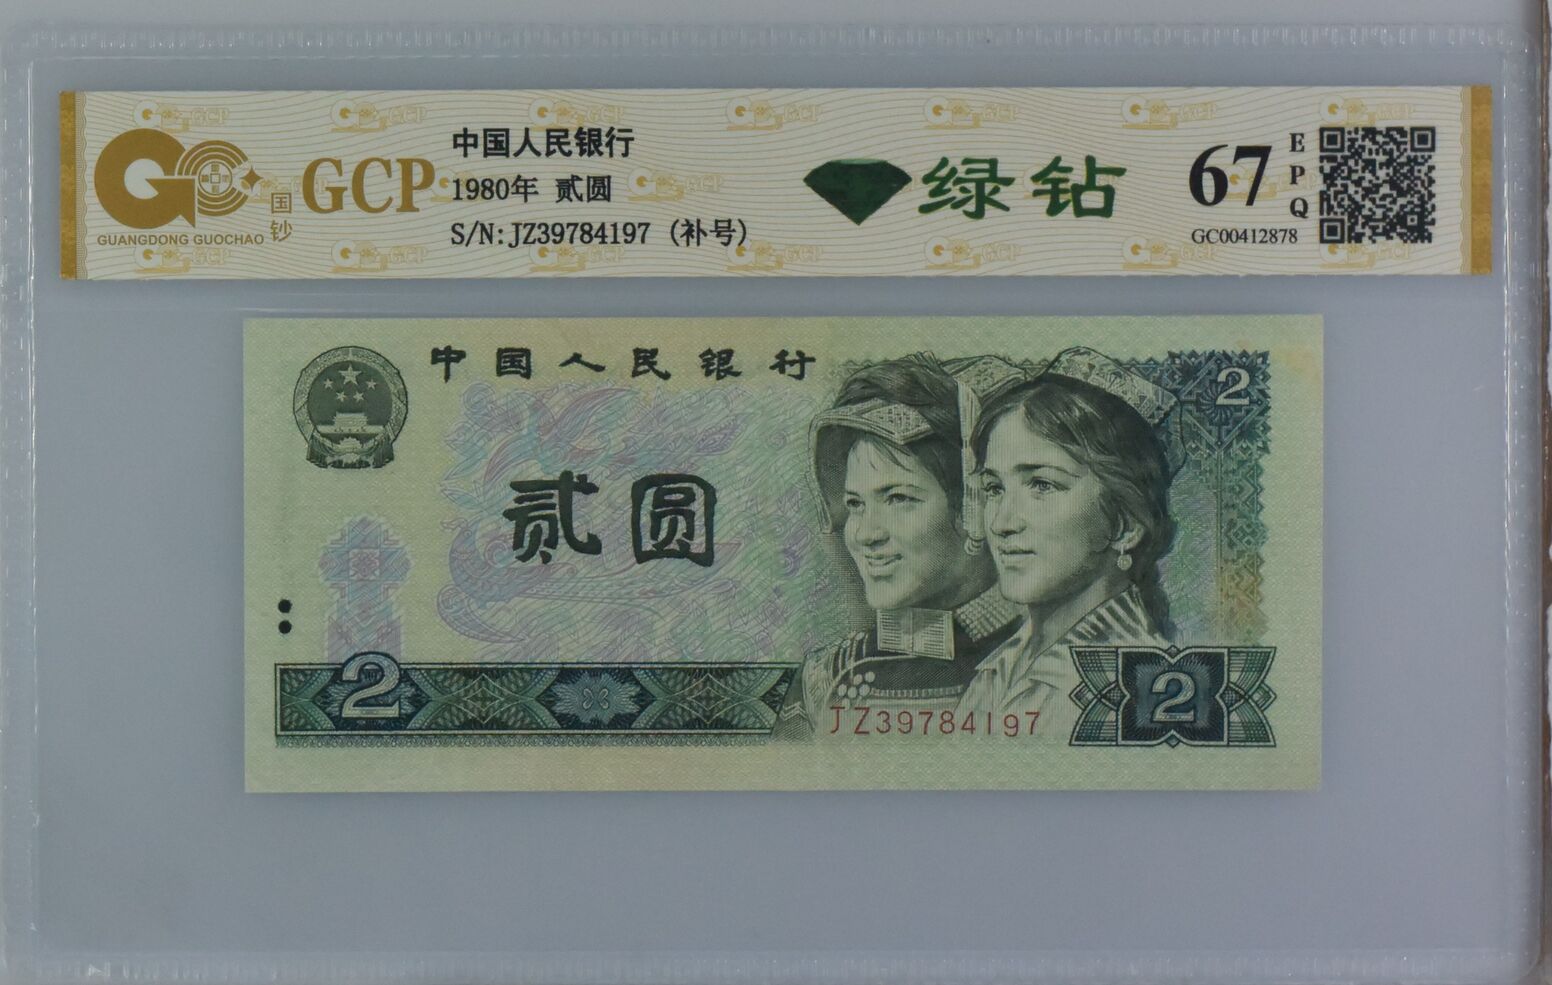 GCP
国钞
GUANGDONG GUOCHAO
中国人民银行
1980年 贰圆
S/N:JZ39784197 (补号)
绿钻
67
EPQ
GC00412878
中国人民银行
2
贰圆
2
JZ39784197
2